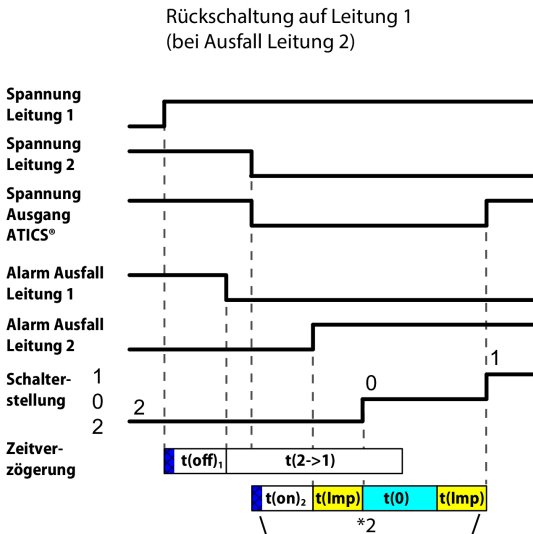 Rückschaltung auf Leitung 1
(bei Ausfall Leitung 2)
Spannung
Leitung 1
Spannung
Leitung 2
Spannung
Ausgang
ATICS®
Alarm Ausfall
Leitung 1
Alarm Ausfall
Leitung 2
Schalter-
stellung
1
0
2
2
0
1
Zeitver-
zögerung
t(off)₁ t(2->1)
t(on)₂ t(Imp) t(0) t(Imp)
*2